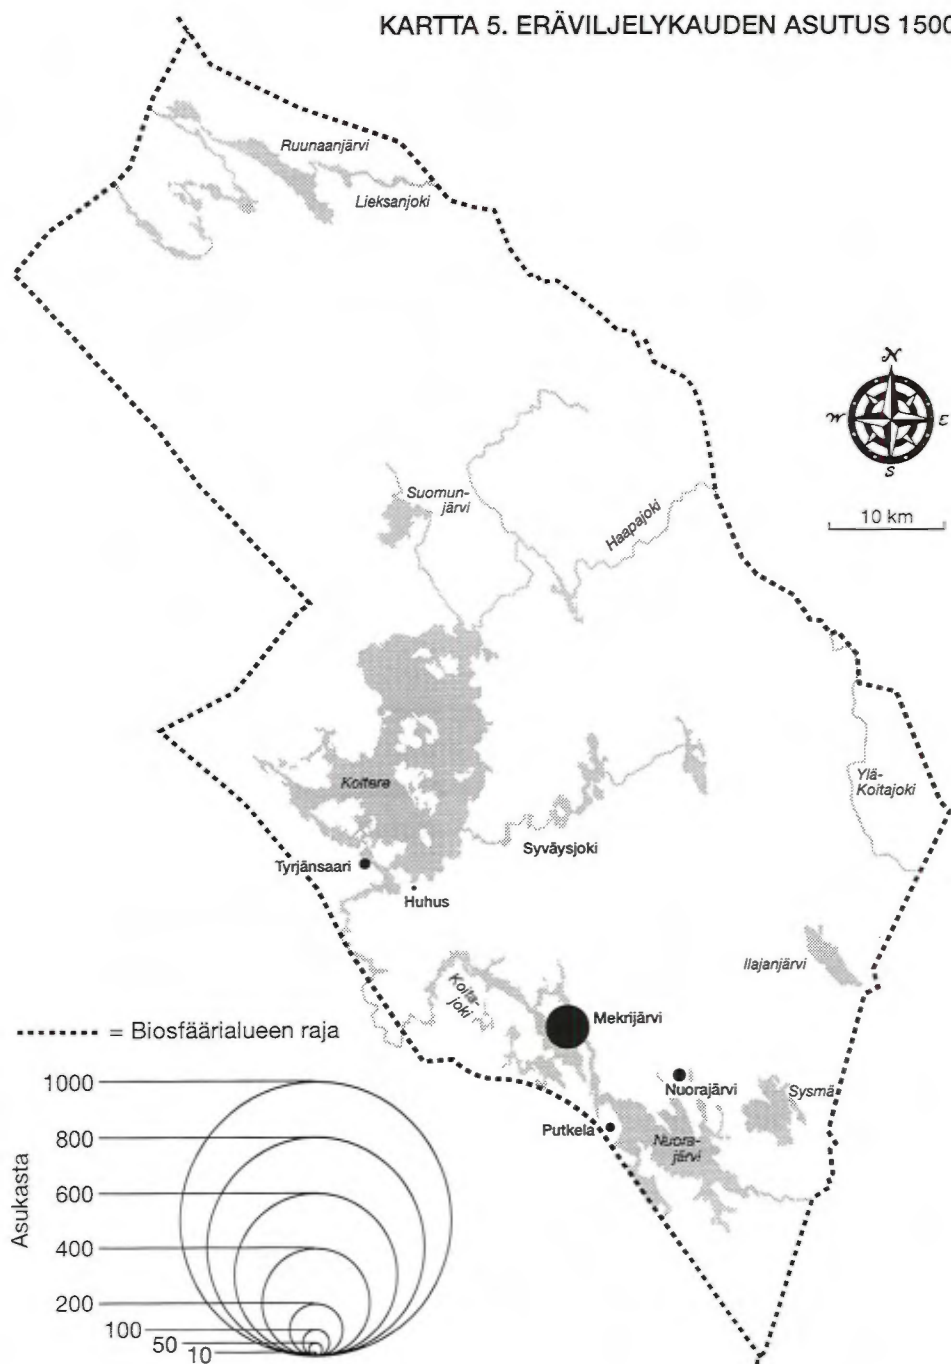 KARTTA 5. ERÄVILJELYKAUDEN ASUTUS 1500
Ruunaanjärvi
Lieksanjoki
N
W
E
S
10 km
Suomun-
järvi
Haapajoki
Koitere
Ylä-
Koitajoki
Syväysjoki
Tyrjänsaari
Huhus
Ilajanjärvi
Koita-
joki
Mekrijärvi
= Biosfäärialueen raja
Nuorajärvi
Sysmä
Putkela
Nuora-
järvi
Asukasta
1000
800
600
400
200
100
50
10